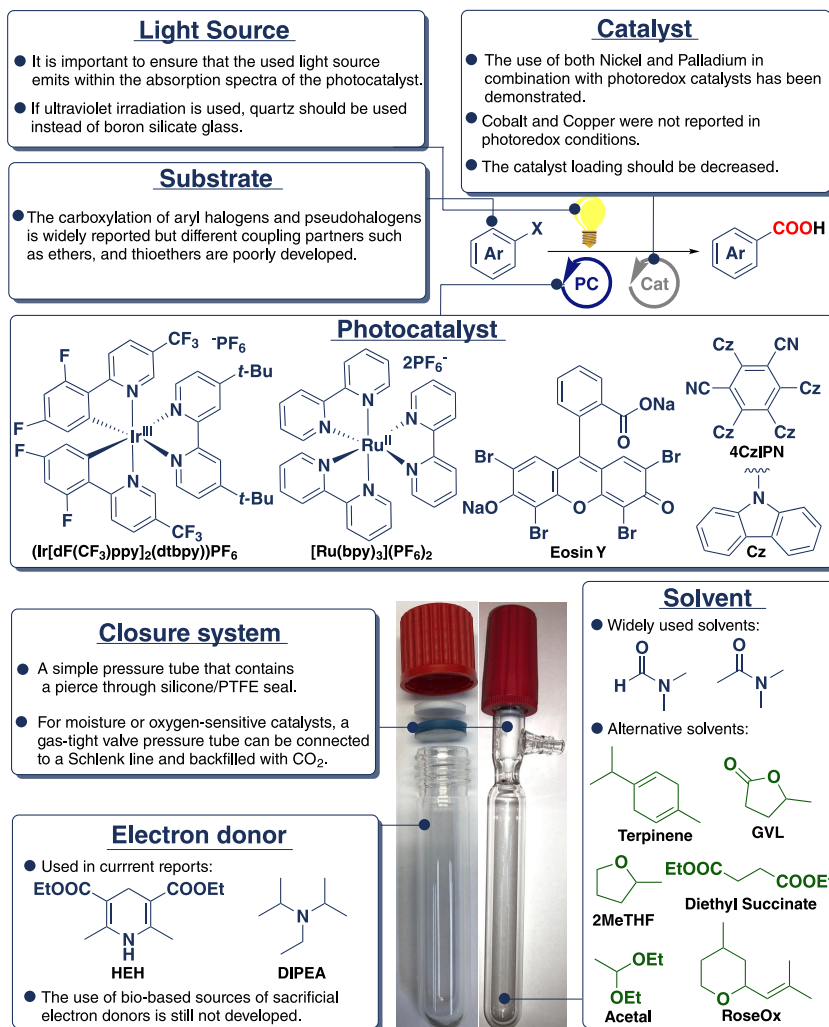 Light Source
It is important to ensure that the used light source
emits within the absorption spectra of the photocatalyst.
If ultraviolet irradiation is used, quartz should be used
instead of boron silicate glass.
Catalyst
The use of both Nickel and Palladium in
combination with photoredox catalysts has been
demonstrated.
Cobalt and Copper were not reported in
photoredox conditions.
The catalyst loading should be decreased.
Substrate
The carboxylation of aryl halogens and pseudohalogens
is widely reported but different coupling partners such
as ethers, and thioethers are poorly developed.
X
Ar
PC
Cat
COOH
Ar
Photocatalyst
CF3
-PF6
F
t-Bu
N
N
F
IrIII
F
N
N
t-Bu
F
CF3
(Ir[dF(CF3)ppy]2(dtbpy))PF6
2PF6-
N
N
N
RuII
N
N
N
[Ru(bpy)3](PF6)2
ONa
O
Br
Br
NaO
O
O
Br
Br
Eosin Y
Cz
CN
NC
Cz
Cz
Cz
4CzIPN
N
Cz
Closure system
A simple pressure tube that contains
a pierce through silicone/PTFE seal.
For moisture or oxygen-sensitive catalysts, a
gas-tight valve pressure tube can be connected
to a Schlenk line and backfilled with CO2.
Electron donor
Used in currrent reports:
EtOOC
COOEt
N
H
HEH
N
DIPEA
The use of bio-based sources of sacrificial
electron donors is still not developed.
Solvent
Widely used solvents:
O
H
N
O
N
Alternative solvents:
Terpinene
O
O
GVL
O
2MeTHF
EtOOC
COOEt
Diethyl Succinate
OEt
OEt
Acetal
O
RoseOx